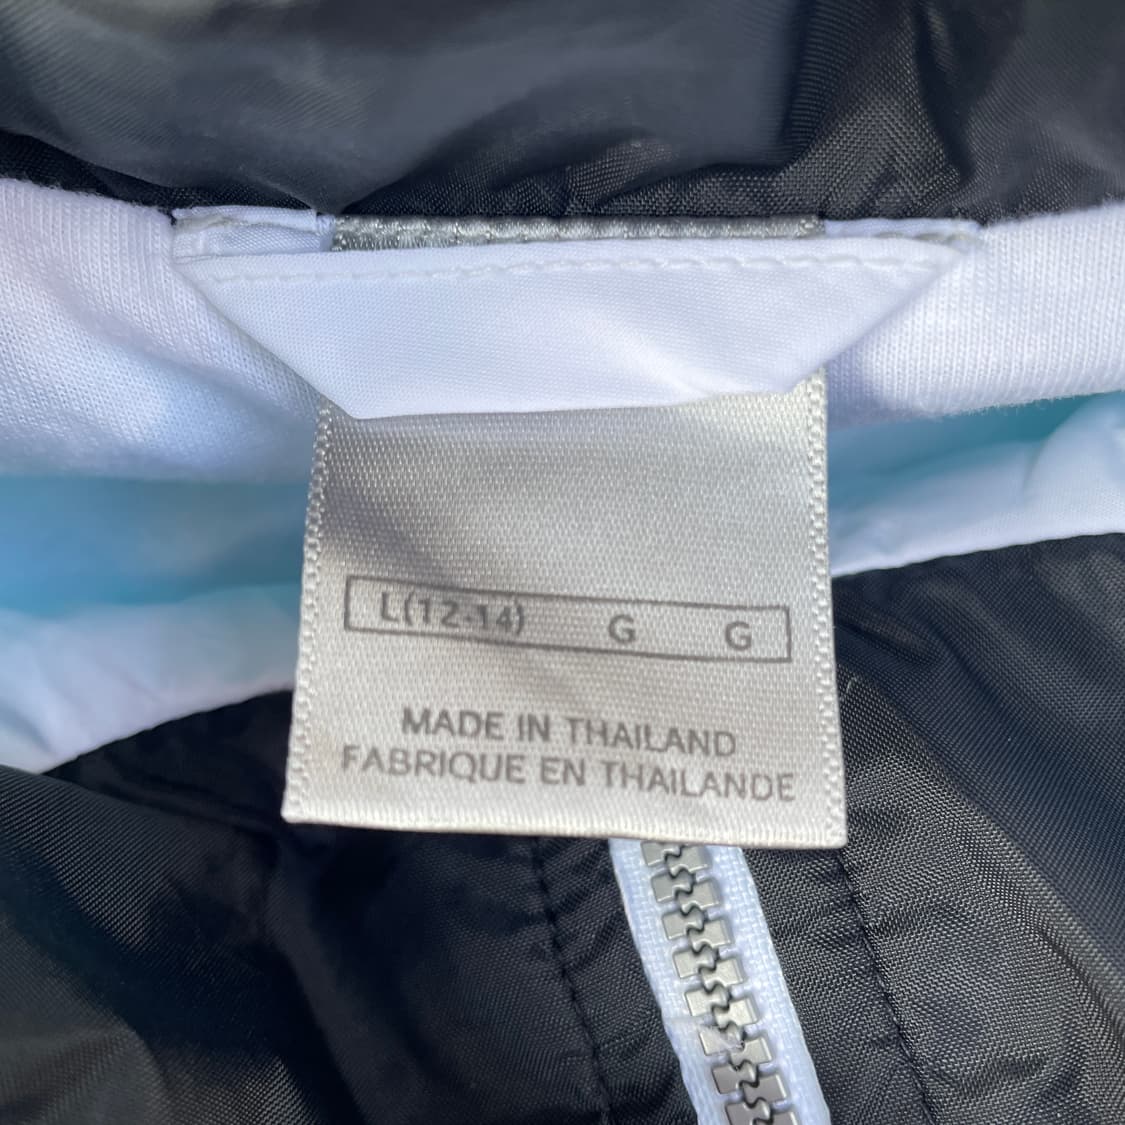 L(12-14) G G
MADE IN THAILAND
FABRIQUE EN THAILANDE